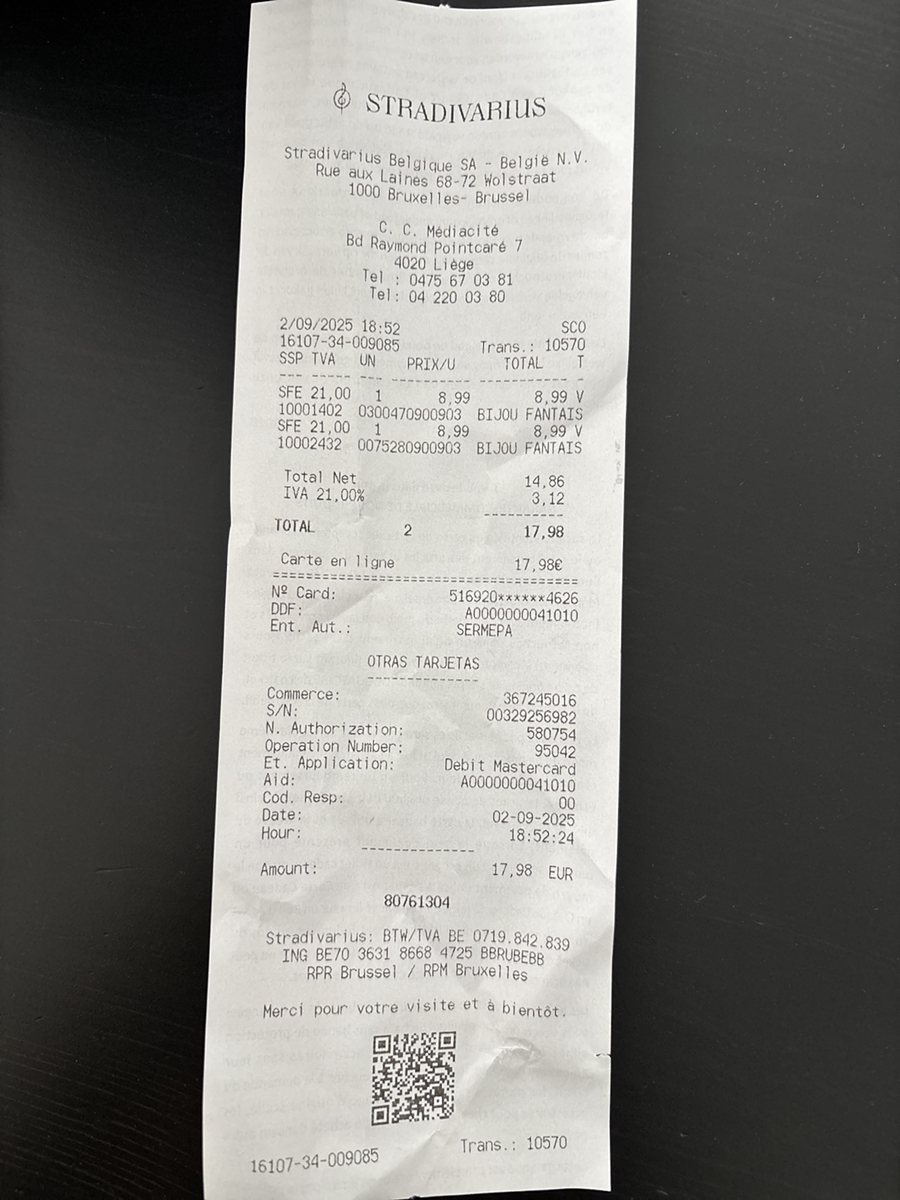 STRADIVARIUS
Stradivarius Belgique SA - België N.V.
Rue aux Laines 68-72 Wolstraat
1000 Bruxelles- Brussel
C. C. Médiacité
Bd Raymond Pointcaré 7
4020 Liège
Tel : 0475 67 03 81
Tel: 04 220 03 80
2/09/2025 18:52 SCO
16107-34-009085 Trans.: 10570
SSP TVA UN PRIX/U TOTAL T
--- ----- --- ---------- ----------- -
SFE 21,00 1 8,99 8,99 V
10001402 0300470900903 BIJOU FANTAIS
SFE 21,00 1 8,99 8,99 V
10002432 0075280900903 BIJOU FANTAIS
Total Net 14,86
IVA 21,00% 3,12
----------
TOTAL 2 17,98
Carte en ligne 17,98€
======================================
Nº Card: 516920******4626
DDF: A0000000041010
Ent. Aut.: SERMEPA
OTRAS TARJETAS
--------------
Commerce: 367245016
S/N: 00329256982
N. Authorization: 580754
Operation Number: 95042
Et. Application: Debit Mastercard
Aid: A0000000041010
Cod. Resp: 00
Date: 02-09-2025
Hour: 18:52:24
--------------
Amount: 17,98 EUR
80761304
Stradivarius: BTW/TVA BE 0719.842.839
ING BE70 3631 8668 4725 BBRUBEBB
RPR Brussel / RPM Bruxelles
Merci pour votre visite et à bientôt.
16107-34-009085 Trans.: 10570